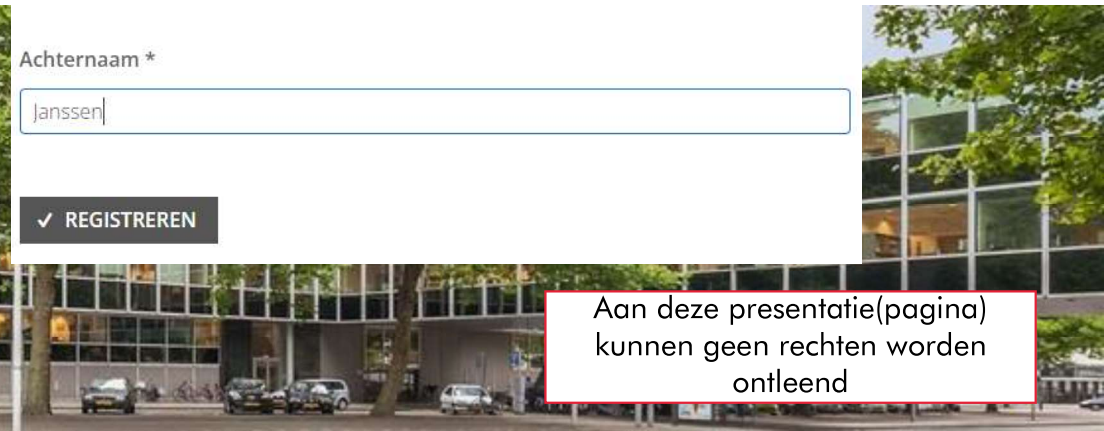 Achternaam *
Janssen
✓ REGISTREREN
Aan deze presentatie(pagina)
kunnen geen rechten worden
ontleend